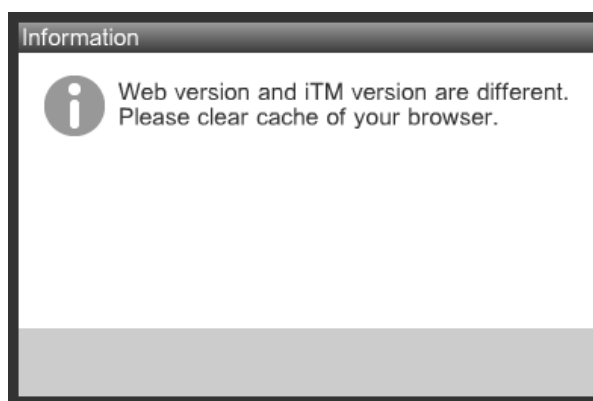 Information
Web version and iTM version are different.
Please clear cache of your browser.